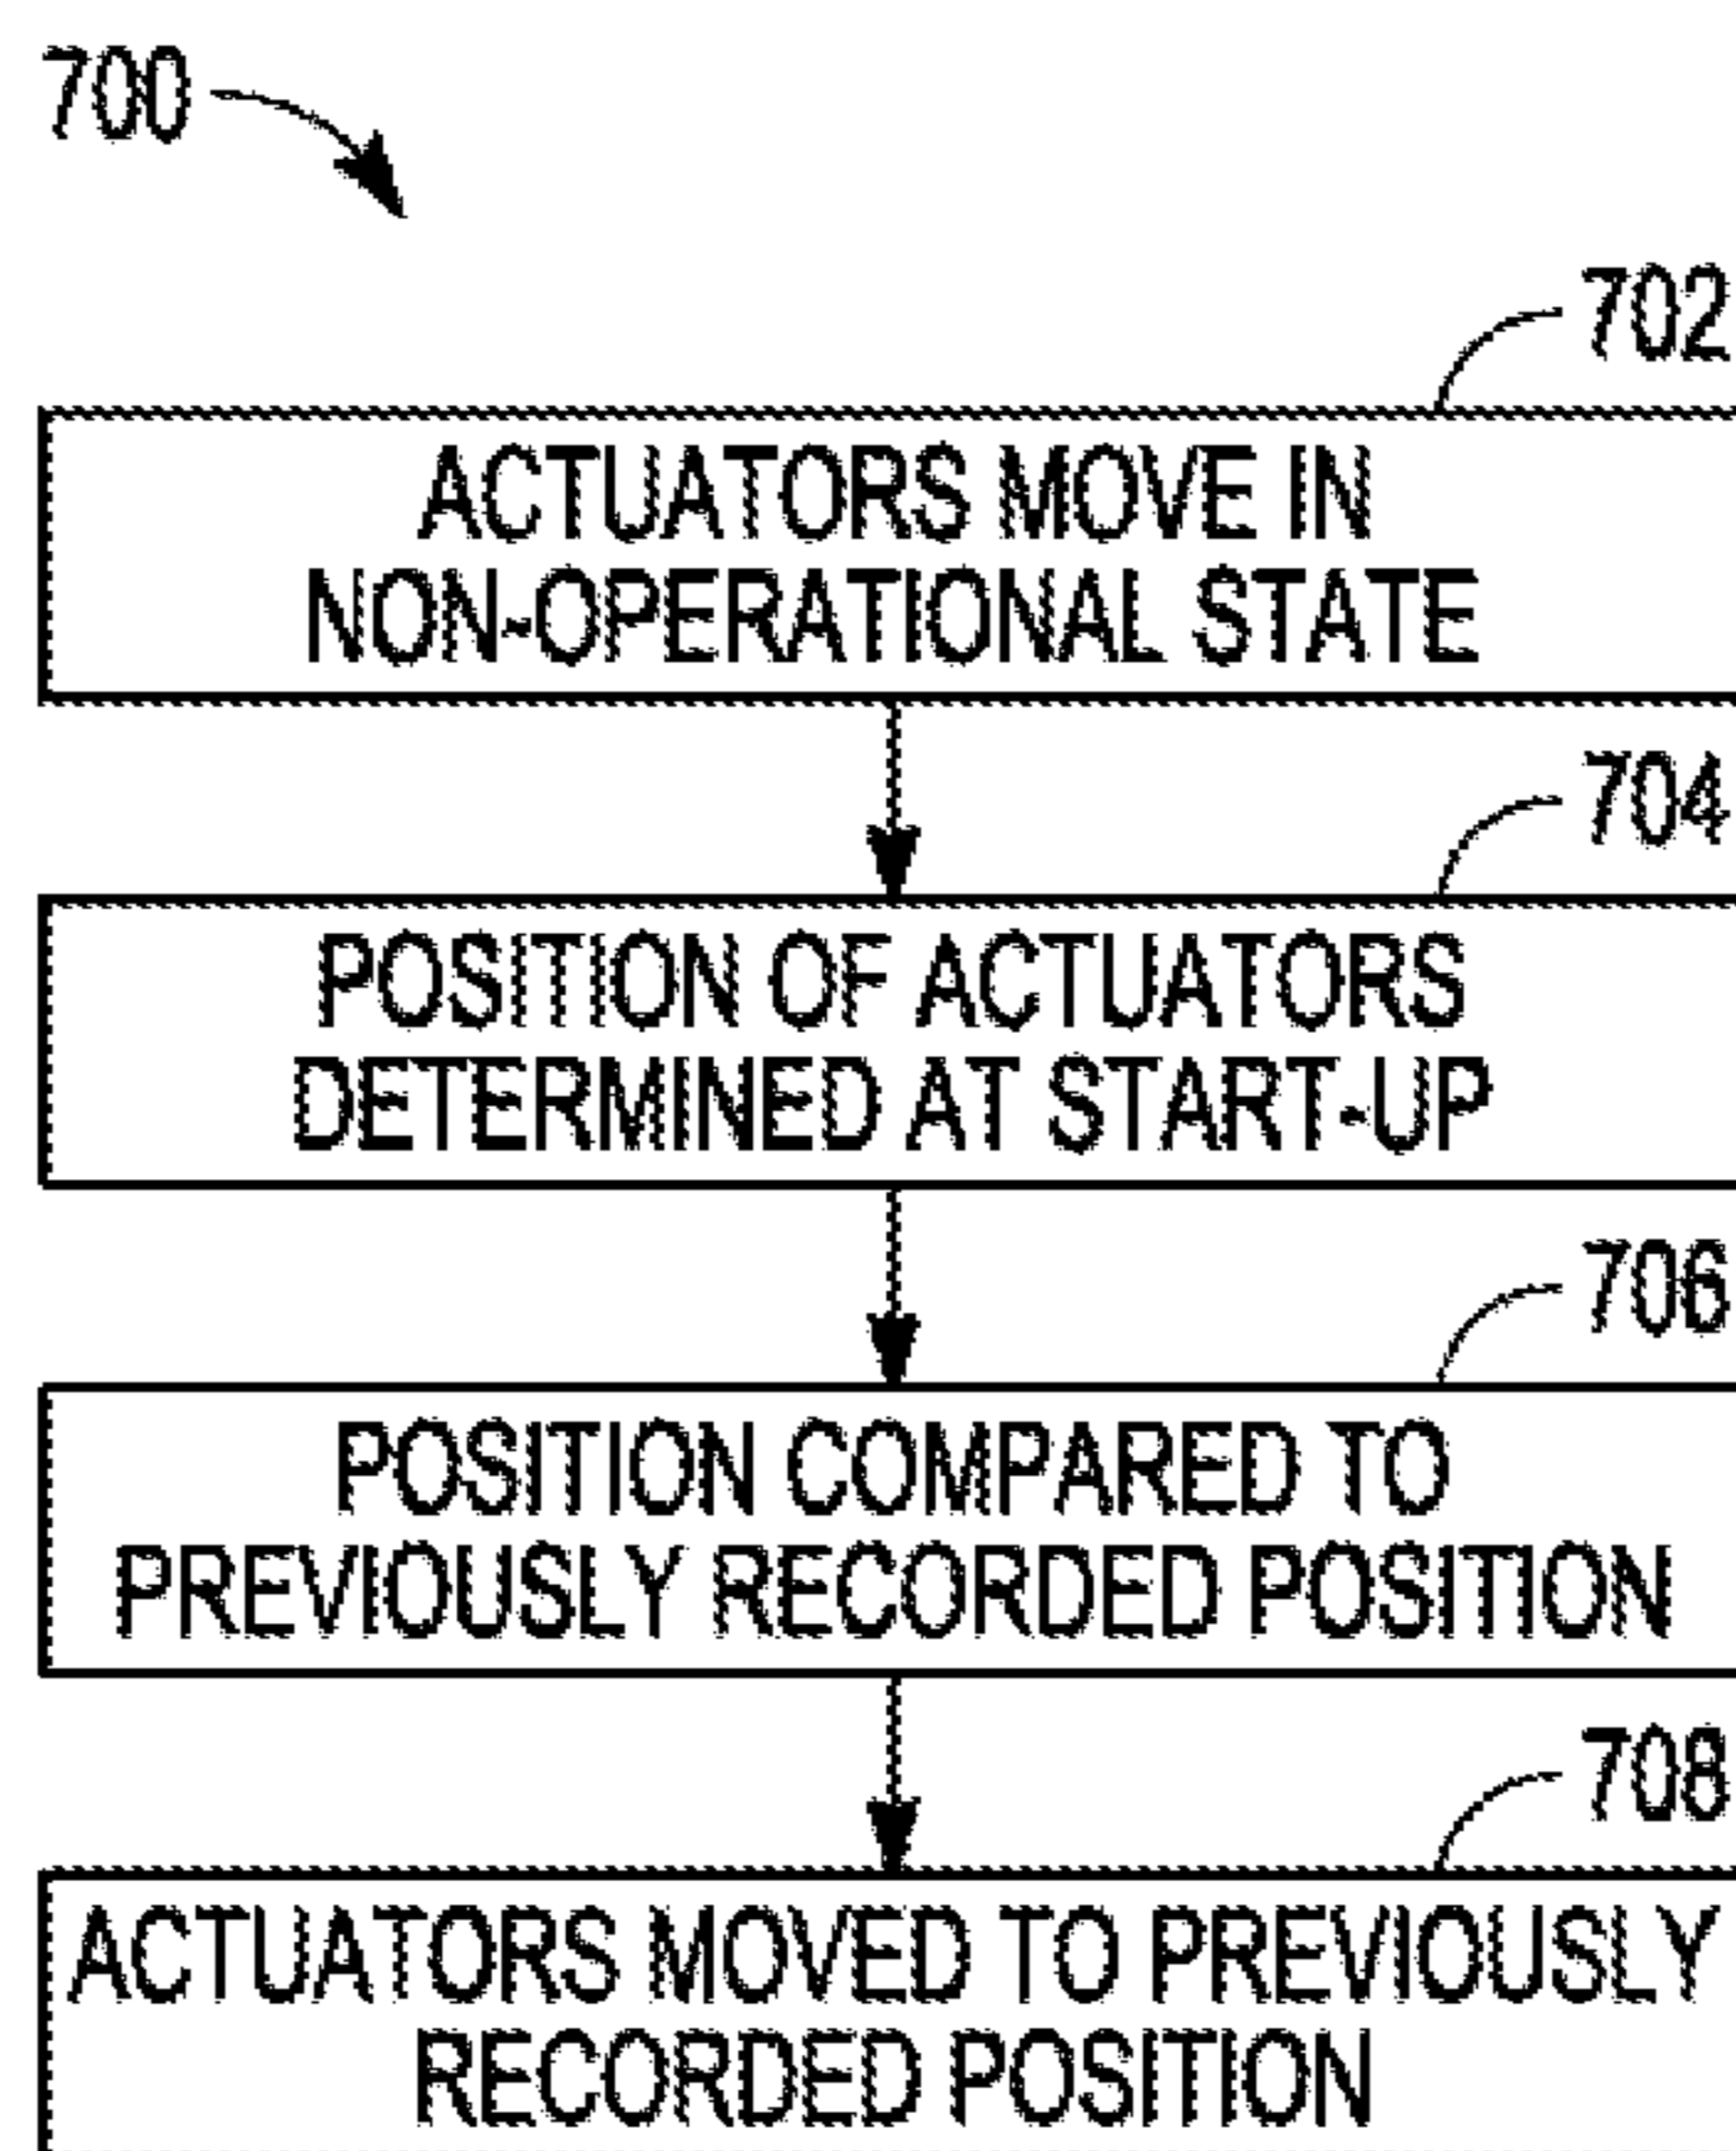 700
702
ACTUATORS MOVE IN
NON-OPERATIONAL STATE
704
POSITION OF ACTUATORS
DETERMINED AT START-UP
706
POSITION COMPARED TO
PREVIOUSLY RECORDED POSITION
708
ACTUATORS MOVED TO PREVIOUSLY
RECORDED POSITION